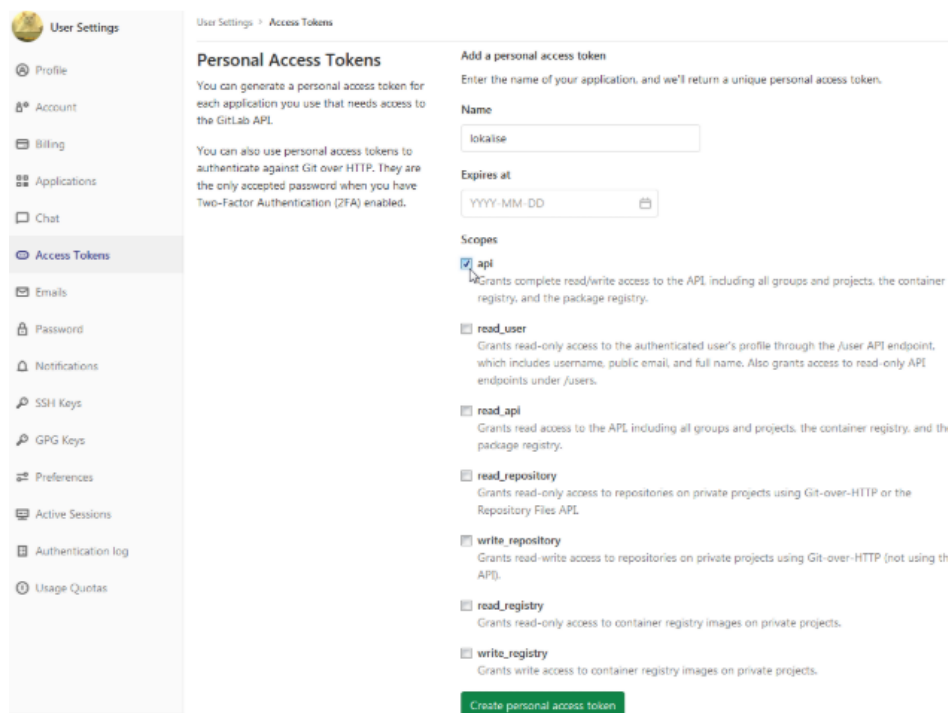 User Settings
Profile
Account
Billing
Applications
Chat
Access Tokens
Emails
Password
Notifications
SSH Keys
GPG Keys
Preferences
Active Sessions
Authentication log
Usage Quotas
User Settings > Access Tokens
Personal Access Tokens
You can generate a personal access token for
each application you use that needs access to
the GitLab API.
You can also use personal access tokens to
authenticate against Git over HTTP. They are
the only accepted password when you have
Two-Factor Authentication (2FA) enabled.
Add a personal access token
Enter the name of your application, and we'll return a unique personal access token.
Name
lokalise
Expires at
YYYY-MM-DD
Scopes
api
Grants complete read/write access to the API, including all groups and projects, the container
registry, and the package registry.
read_user
Grants read-only access to the authenticated user's profile through the /user API endpoint,
which includes username, public email, and full name. Also grants access to read-only API
endpoints under /users.
read_api
Grants read access to the API, including all groups and projects, the container registry, and th
package registry.
read_repository
Grants read-only access to repositories on private projects using Git-over-HTTP or the
Repository Files API.
write_repository
Grants read-write access to repositories on private projects using Git-over-HTTP (not using th
API).
read_registry
Grants read-only access to container registry images on private projects.
write_registry
Grants write access to container registry images on private projects.
Create personal access token